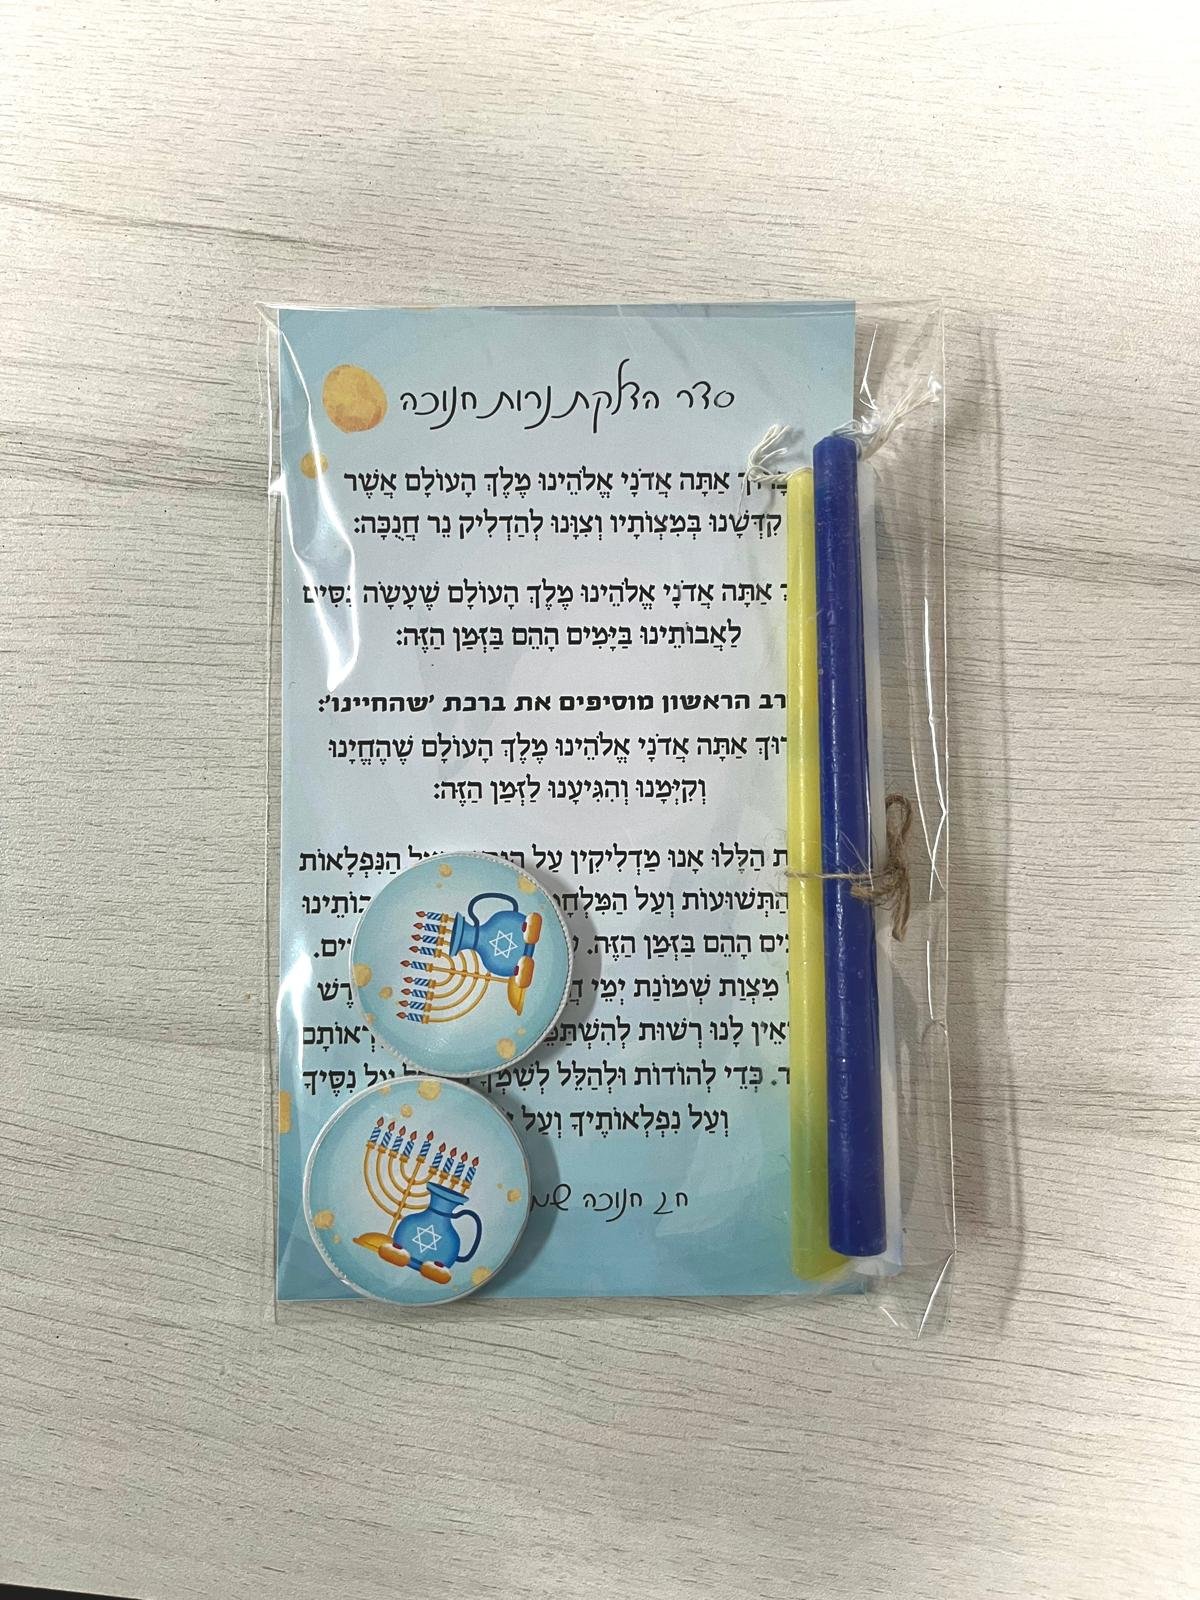 סדר הדלקת נרות חנוכה
אַתָּה אֲדֹנָי אֱלֹהֵינוּ מֶלֶךְ הָעוֹלָם אֲשֶׁר
קִדְּשָׁנוּ בְּמִצְוֹתָיו וְצִוָּנוּ לְהַדְלִיק נֵר חֲנֻכָּה:
אַתָּה אֲדֹנָי אֱלֹהֵינוּ מֶלֶךְ הָעוֹלָם שֶׁעָשָׂה נִסִּים
לַאֲבוֹתֵינוּ בַּיָּמִים הָהֵם בַּזְּמַן הַזֶּה:
הראשון מוסיפים את ברכת 'שהחיינו':
אַתָּה אֲדֹנָי אֱלֹהֵינוּ מֶלֶךְ הָעוֹלָם שֶׁהֶחֱיָנוּ
וְקִיְּמָנוּ וְהִגִּיעָנוּ לַזְּמַן הַזֶּה:
הַלָּלוּ אָנוּ מַדְלִיקִין עַל הַנִּפְלָאוֹת
הַתְּשׁוּעוֹת וְעַל
הָהֵם בַּזְּמַן הַזֶּה.
מִצְוַת שְׁמוֹנַת יְמֵי
לָנוּ רְשׁוּת
כְּדֵי לְהוֹדוֹת וּלְהַלֵּל לְשִׁמְךָ עַל נִסֶּיךָ
וְעַל נִפְלְאוֹתֶיךָ וְעַל
חג חנוכה